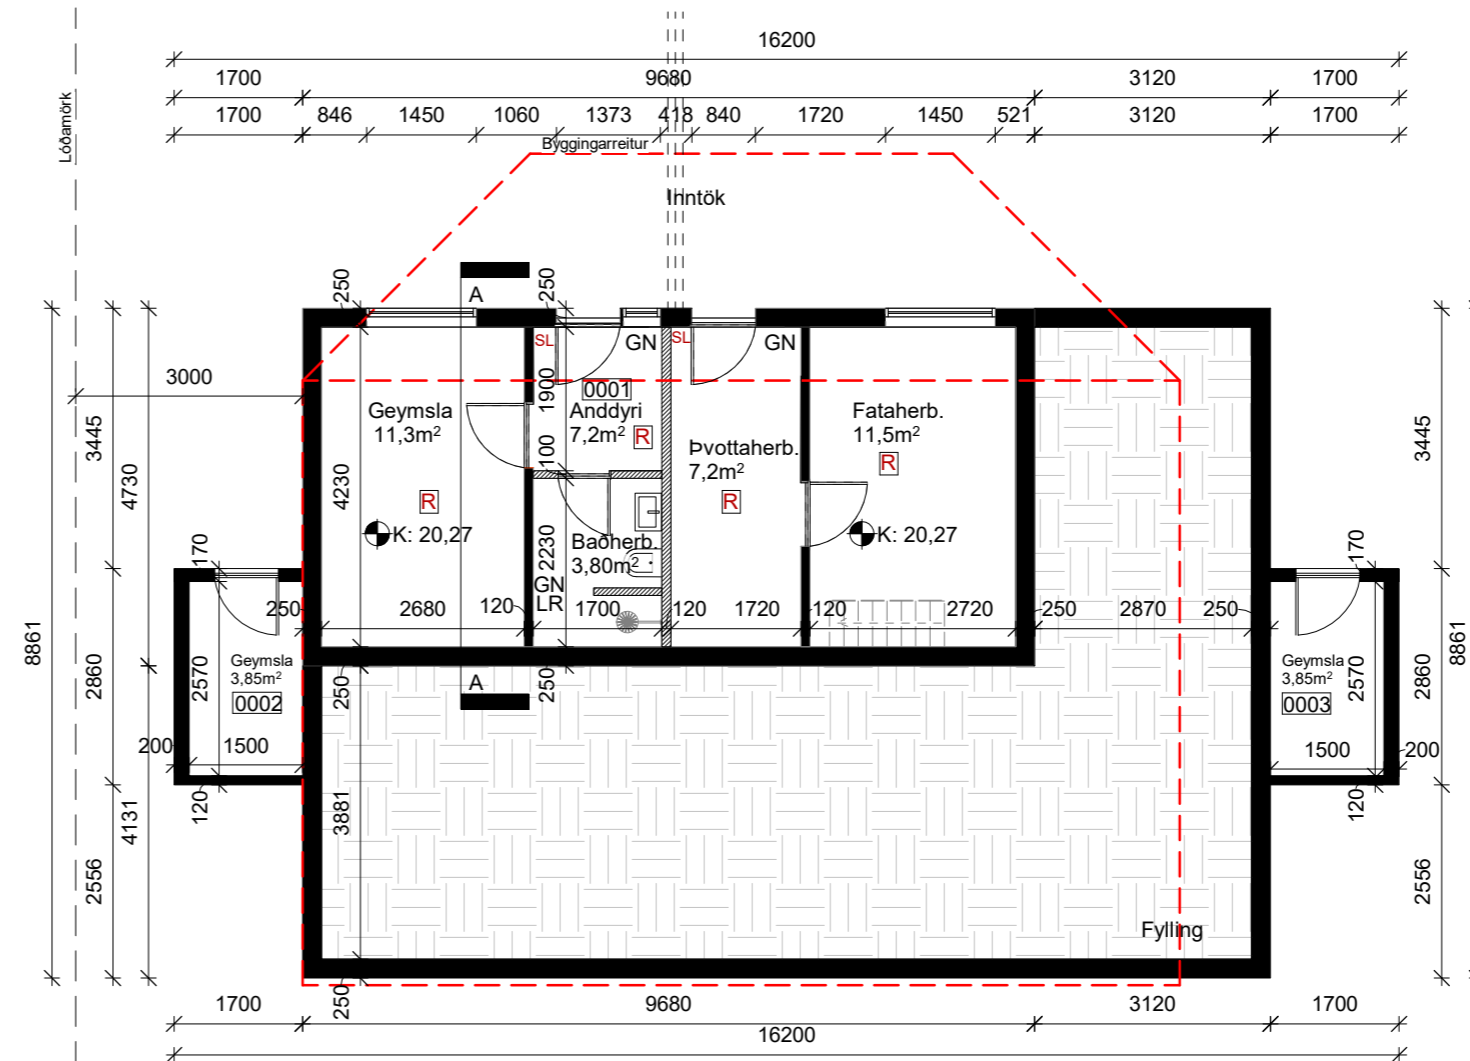 16200
1700 9680 3120 1700
1700 846 1450 1060 1373 418 840 1720 1450 521 3120 1700
Lóðamörk
Byggingarreitur
Inntök
250 A 250
SL GN SL GN
3000
0001
1900
Geymsla
11,3m²
Anddyri
7,2m² R
Fataherb.
11,5m²
R
Þvottaherb.
7,2m²
R
3445
4730
4230
100
R
K: 20,27
K: 20,27
Baðherb.
3,80m²
2230
GN
LR
3445
170
170
250 2680 120 1700 120 1720 120 2720 250 2870 250
8861
2860
2570
Geymsla
3,85m²
0002
250
A
250
Geymsla
3,85m²
0003
2570
2860
8861
200 1500
1500 200
120
120
4131
3881
2556
2556
Fylling
250
1700 9680 3120 1700
16200